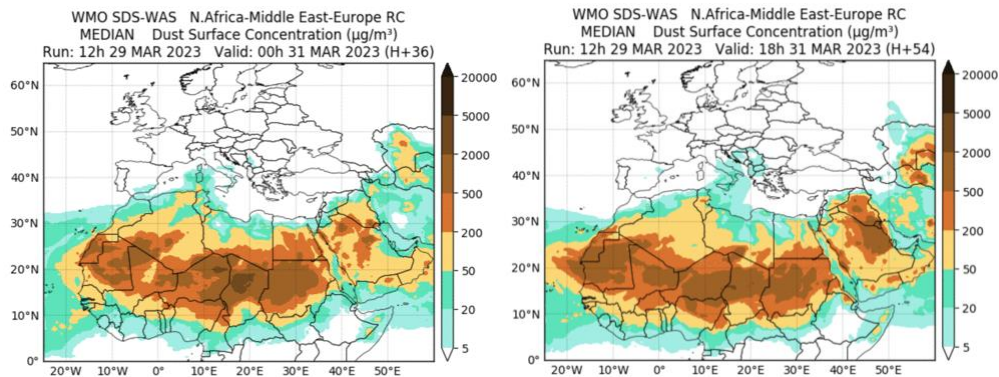 WMO SDS-WAS N.Africa-Middle East-Europe RC
MEDIAN Dust Surface Concentration (µg/m³)
Run: 12h 29 MAR 2023 Valid: 00h 31 MAR 2023 (H+36)
60°N
50°N
40°N
30°N
20°N
10°N
0°
20°W
10°W
0°
10°E
20°E
30°E
40°E
50°E
20000
5000
2000
500
200
50
20
5
WMO SDS-WAS N.Africa-Middle East-Europe RC
MEDIAN Dust Surface Concentration (µg/m³)
Run: 12h 29 MAR 2023 Valid: 18h 31 MAR 2023 (H+54)
60°N
50°N
40°N
30°N
20°N
10°N
0°
20°W
10°W
0°
10°E
20°E
30°E
40°E
50°E
20000
5000
2000
500
200
50
20
5